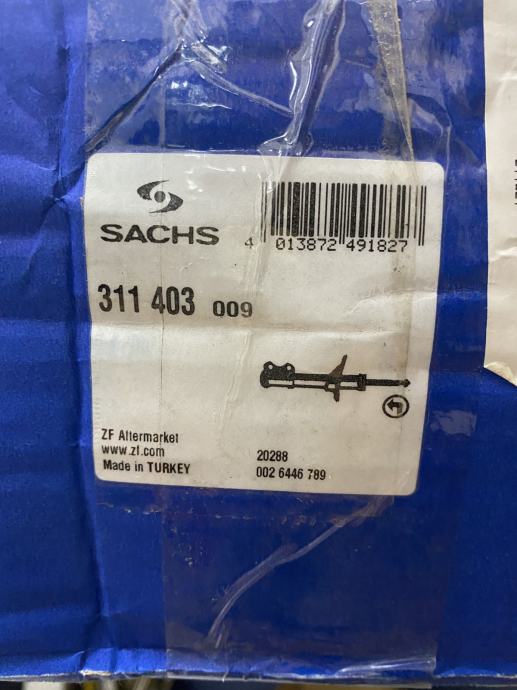 SACHS
4 013872 491827
311 403 009
ZF Aftermarket
www.zf.com
Made in TURKEY
20288
002 6446 789